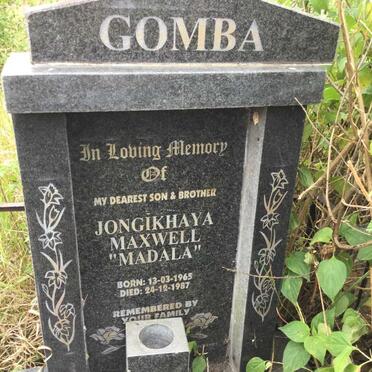 GOMBA
In Loving Memory
Of
MY DEAREST SON & BROTHER
JONGIKHAYA
MAXWELL
"MADALA"
BORN: 13-03-1965
DIED: 24-12-1987
REMEMBERED BY
YOUR FAMILY